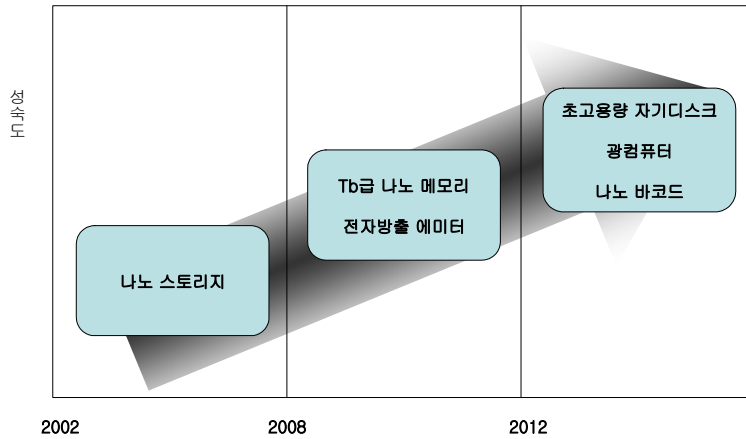 성숙도
초고용량 자기디스크
광컴퓨터
나노 바코드
Tb급 나노 메모리
전자방출 에미터
나노 스토리지
2002
2008
2012